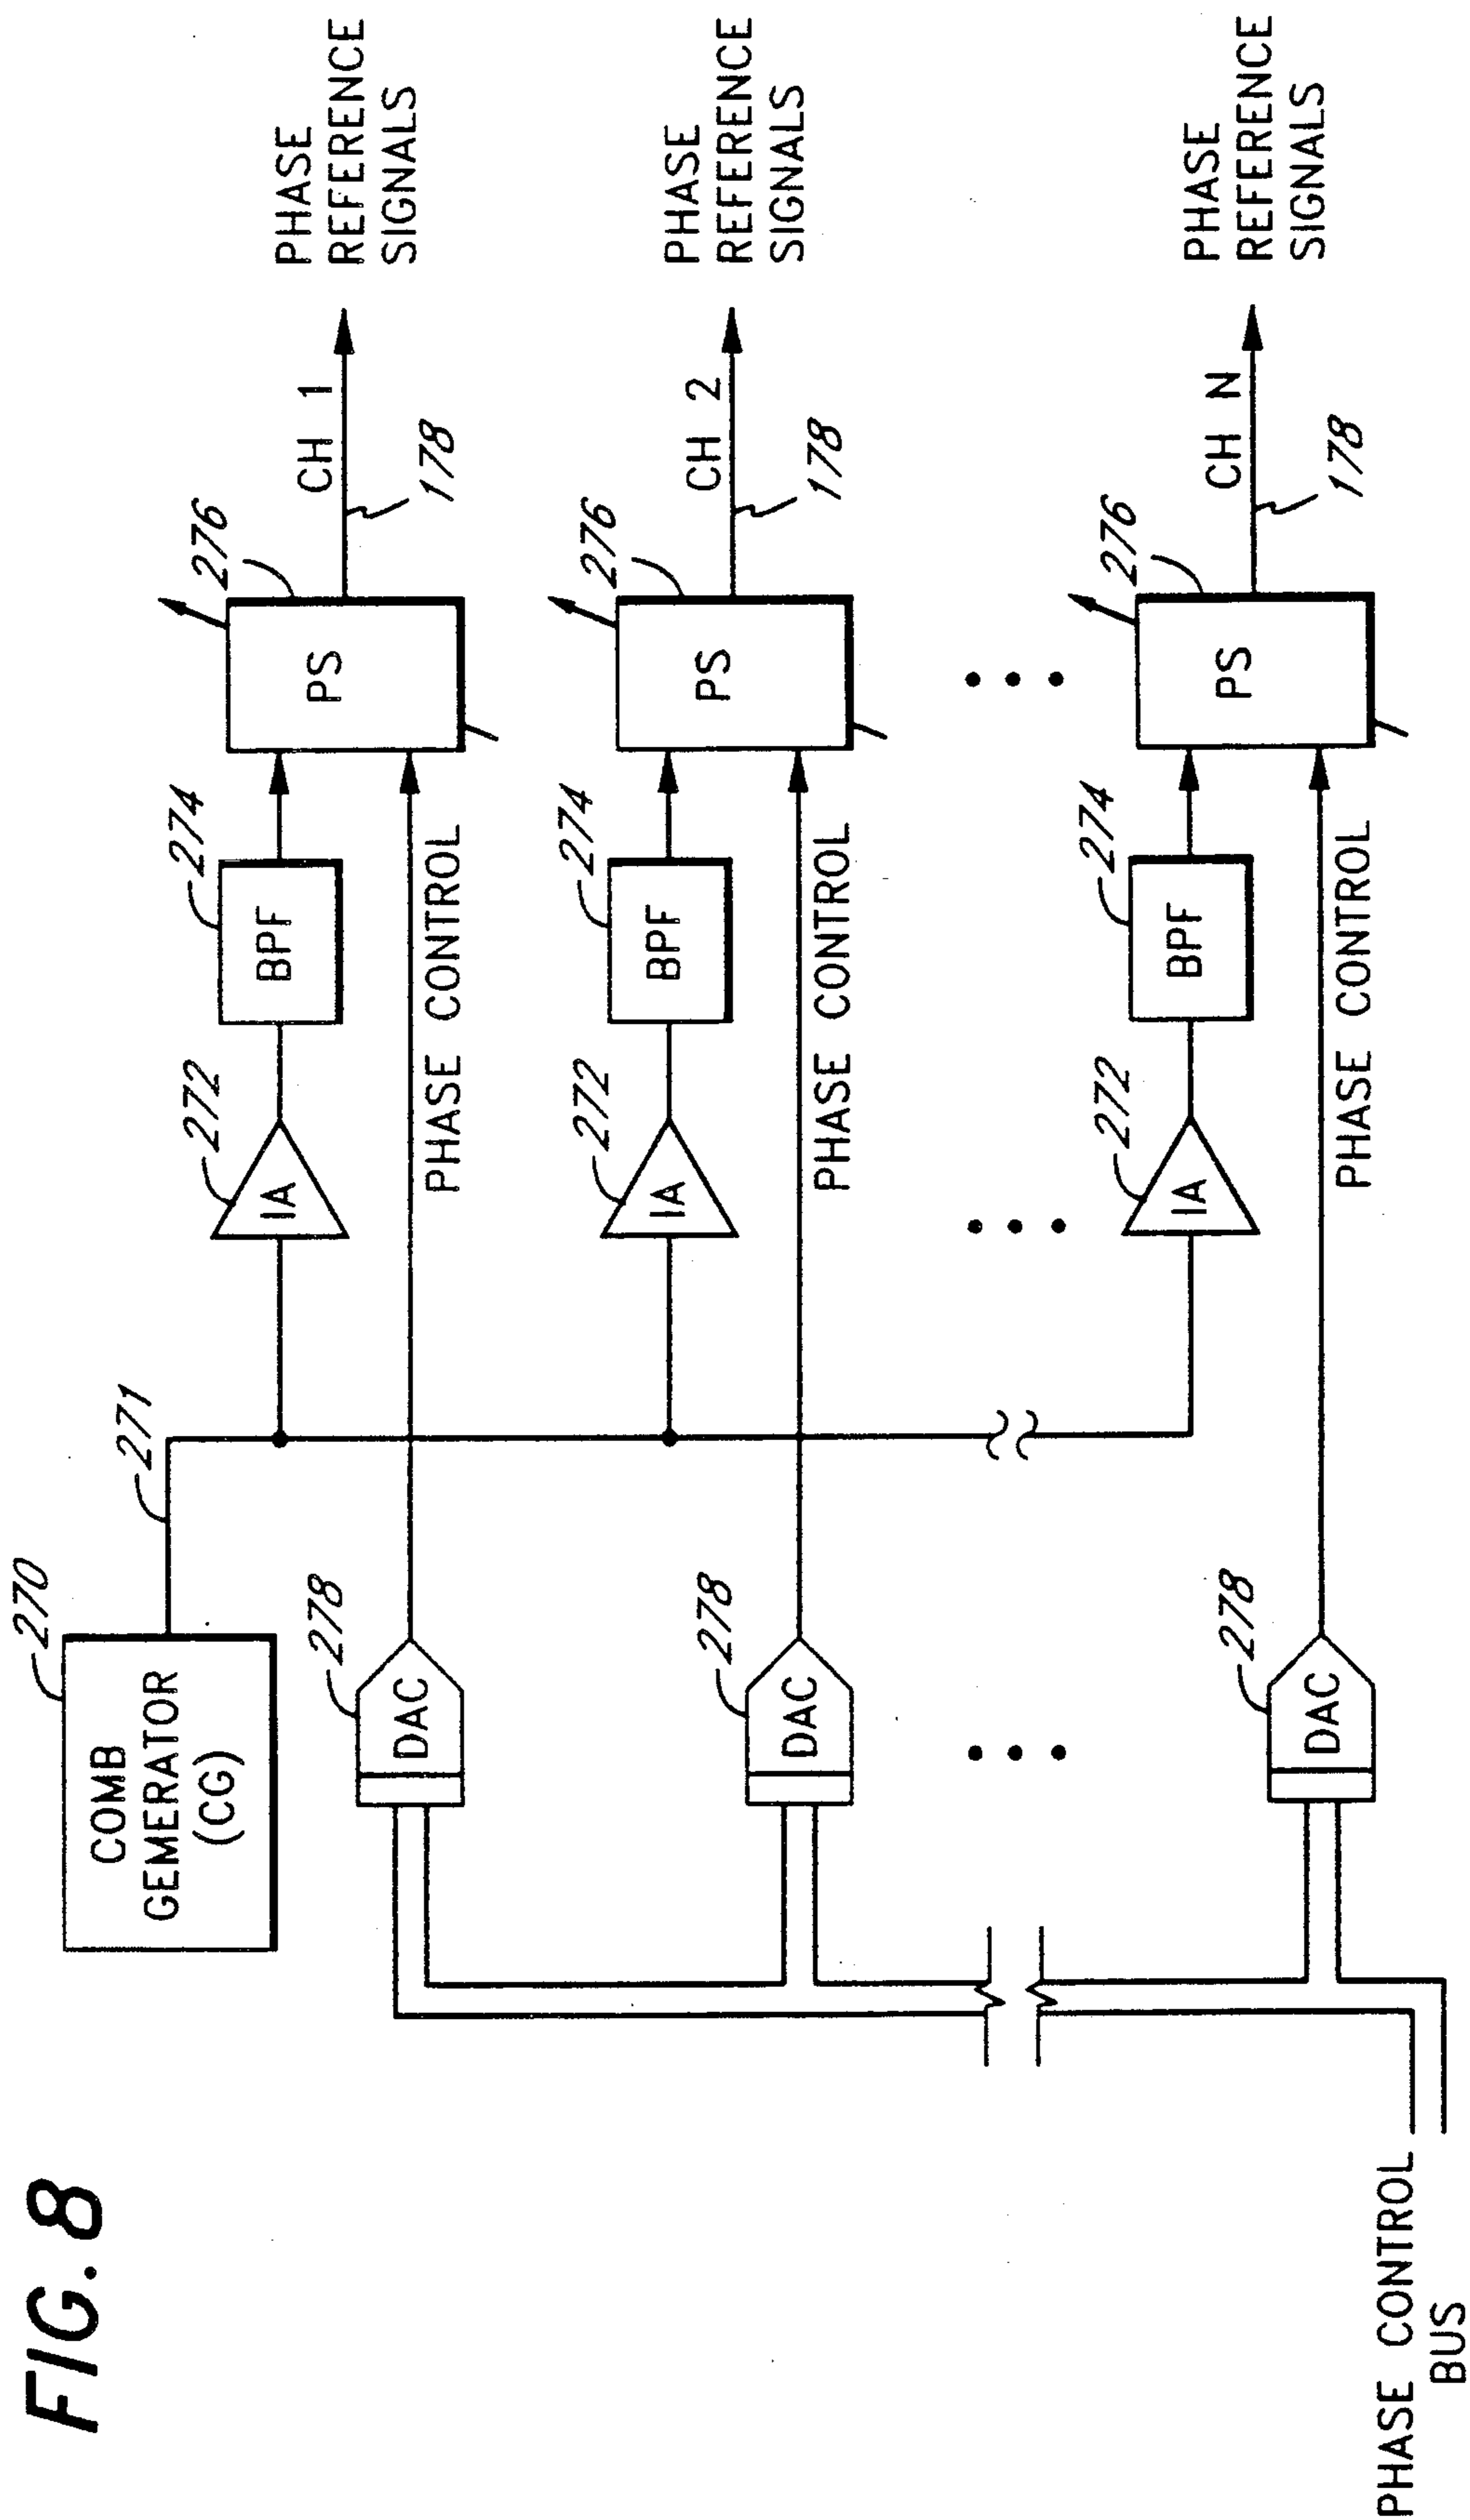 FIG. 8
270
COMB
GEMERATOR
(CG)
271
272
IA
274
BPF
276
PS
CH 1
178
PHASE
REFERENCE
SIGNALS
278
DAC
PHASE CONTROL
272
IA
274
BPF
276
PS
CH 2
178
PHASE
REFERENCE
SIGNALS
278
DAC
PHASE CONTROL
272
IA
274
BPF
276
PS
CH N
178
PHASE
REFERENCE
SIGNALS
278
DAC
PHASE CONTROL
PHASE CONTROL
BUS